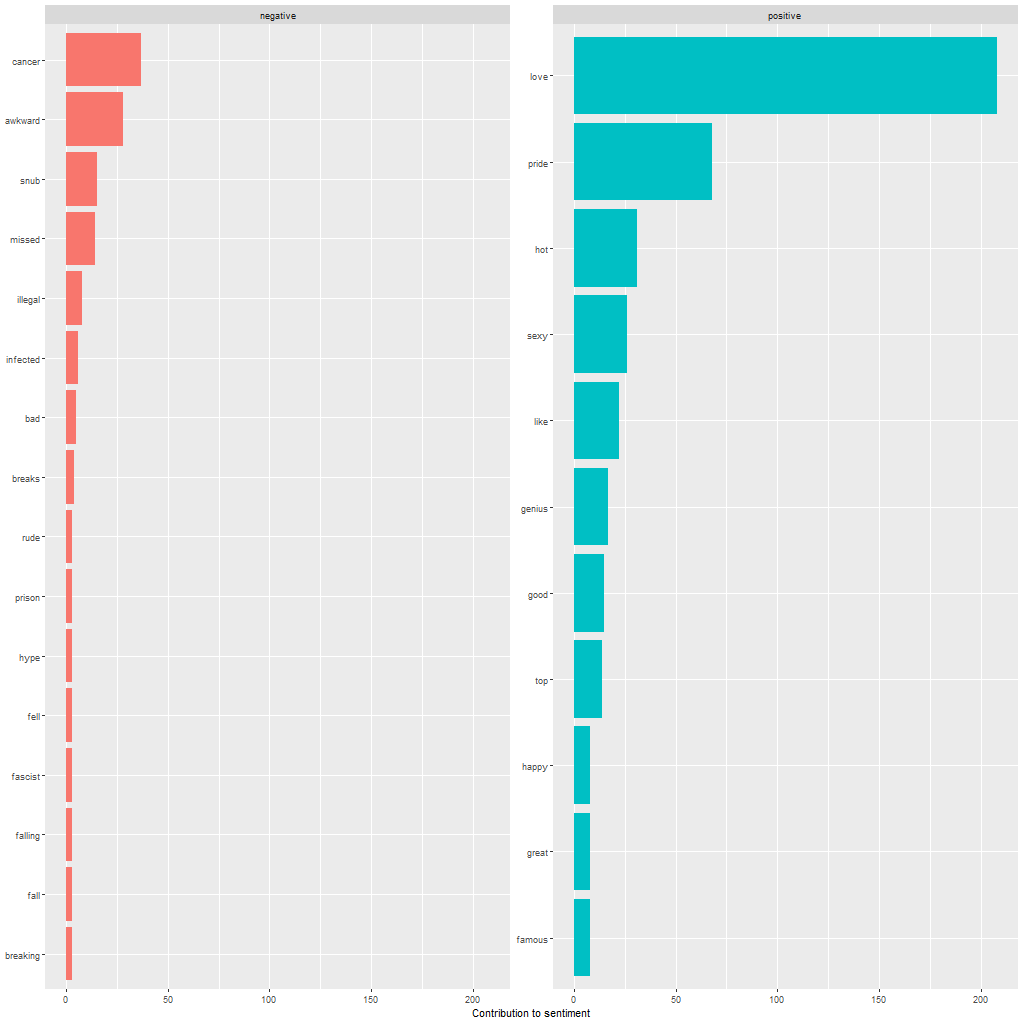 negative
cancer
awkward
snub
missed
illegal
infected
bad
breaks
rude
prison
hype
fell
fascist
falling
fall
breaking
0 50 100 150 200
positive
love
pride
hot
sexy
like
genius
good
top
happy
great
famous
0 50 100 150 200
Contribution to sentiment